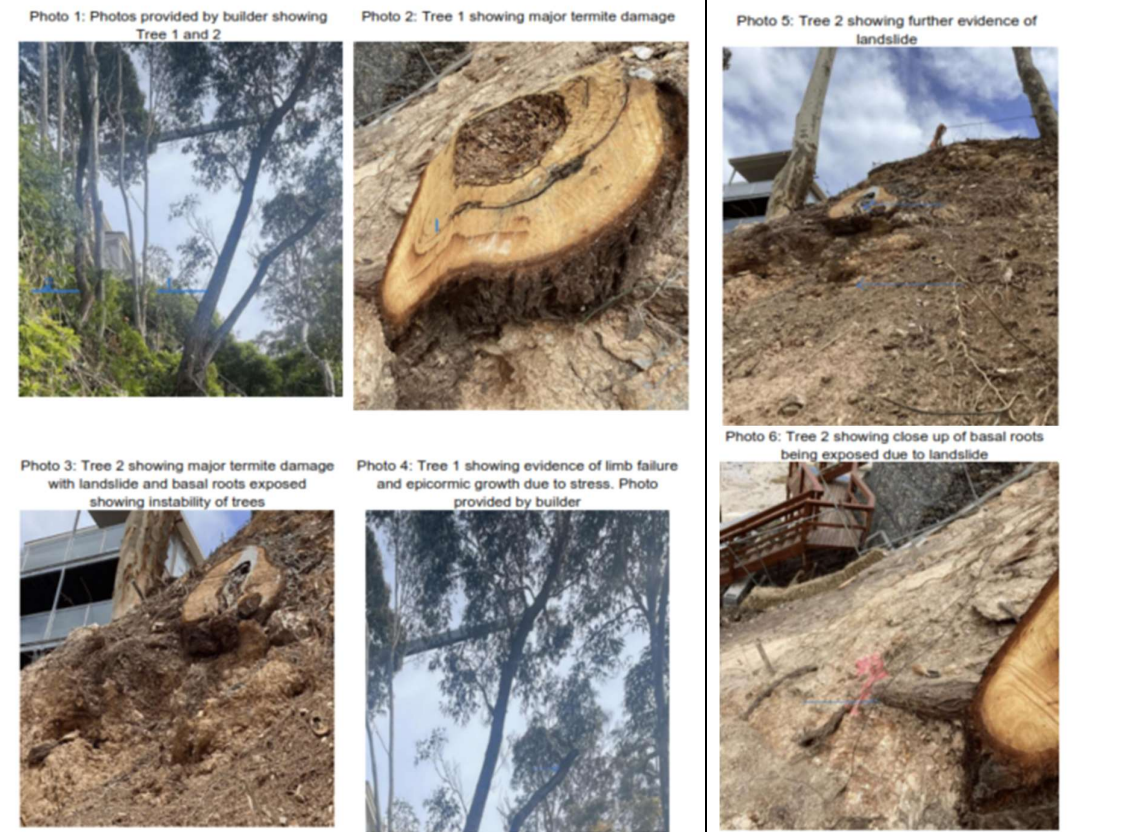 Photo 1: Photos provided by builder showing
Tree 1 and 2
Photo 2: Tree 1 showing major termite damage
Photo 3: Tree 2 showing major termite damage
with landslide and basal roots exposed
showing instability of trees
Photo 4: Tree 1 showing evidence of limb failure
and epicormic growth due to stress. Photo
provided by builder
Photo 5: Tree 2 showing further evidence of
landslide
Photo 6: Tree 2 showing close up of basal roots
being exposed due to landslide